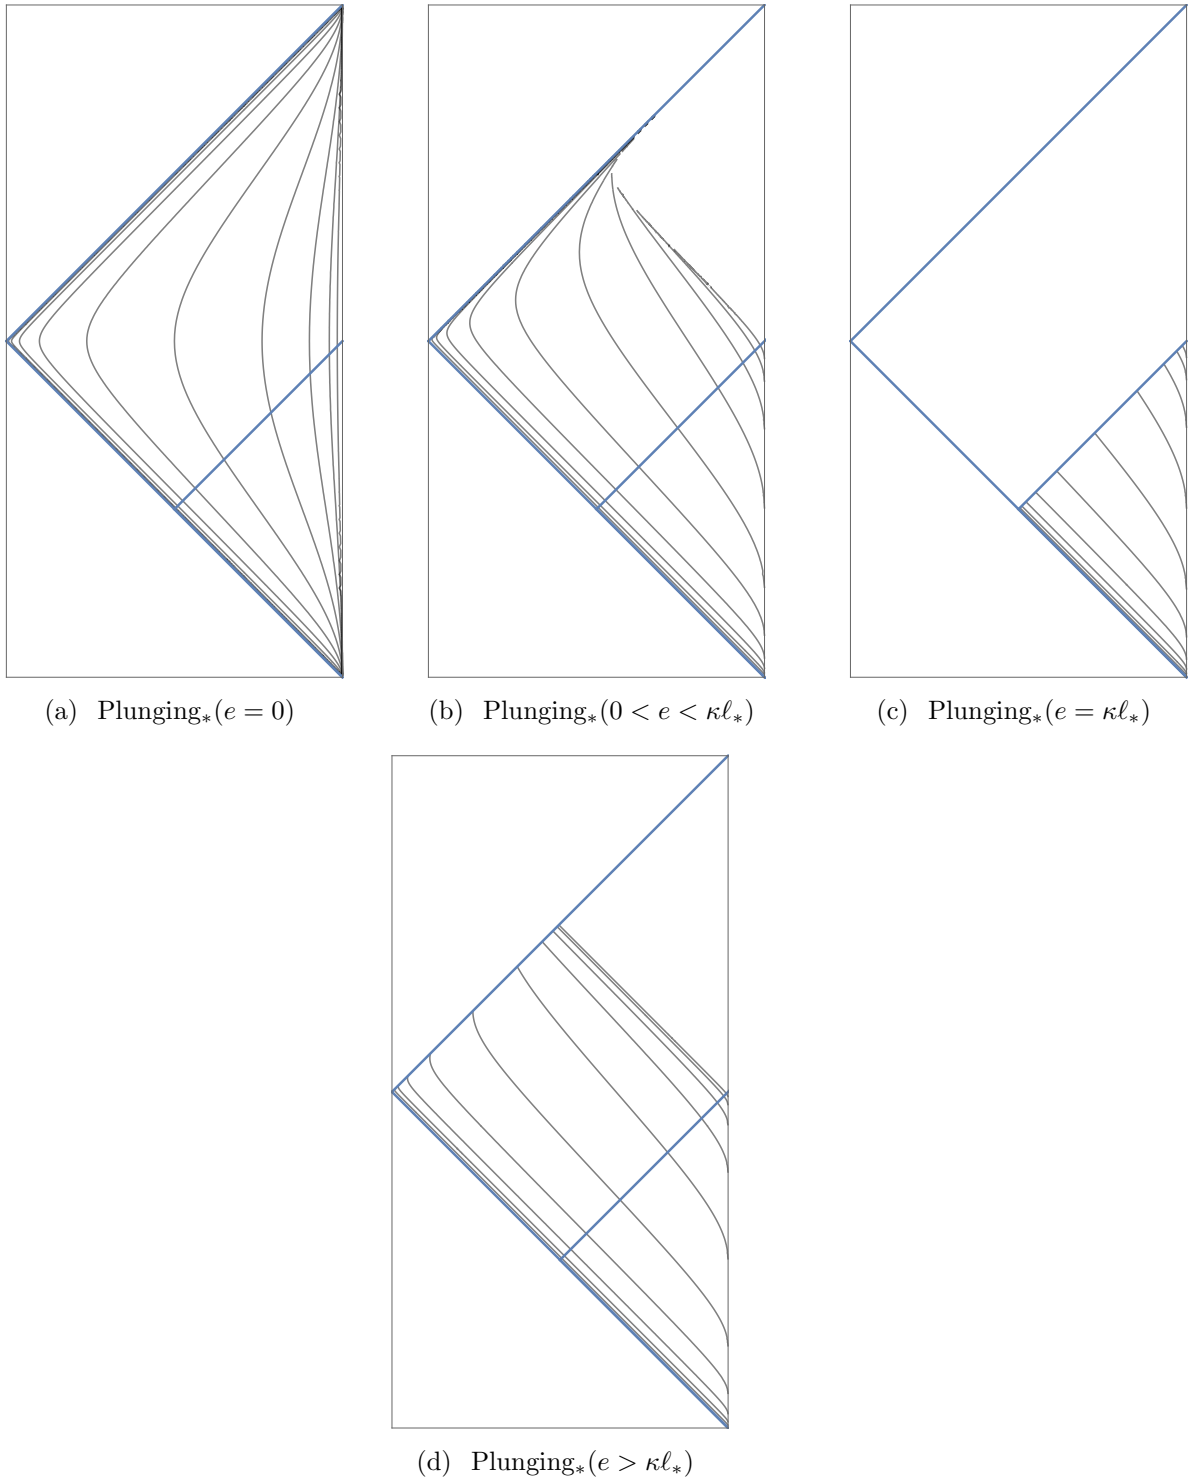 (a) Plunging∗(e = 0)
(b) Plunging∗(0 < e < κℓ∗)
(c) Plunging∗(e = κℓ∗)
(d) Plunging∗(e > κℓ∗)